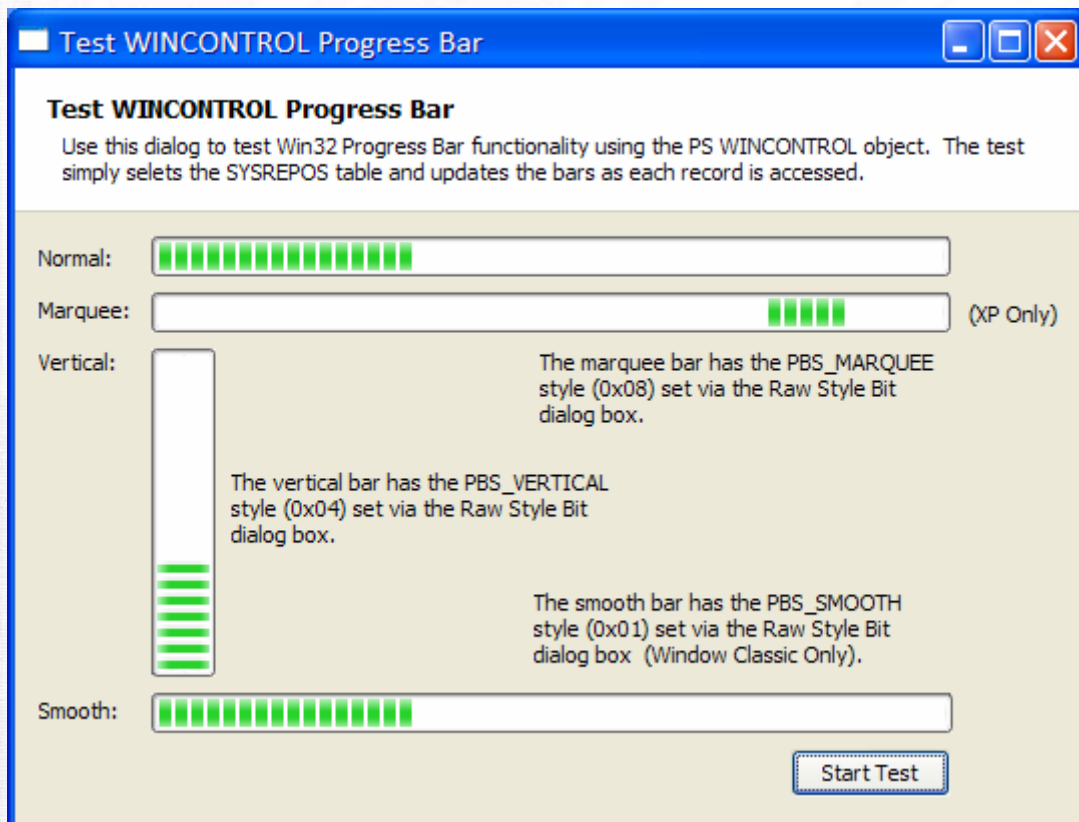 Test WINCONTROL Progress Bar
Test WINCONTROL Progress Bar
Use this dialog to test Win32 Progress Bar functionality using the PS WINCONTROL object.  The test
simply selets the SYSREPOS table and updates the bars as each record is accessed.
Normal:
Marquee:
(XP Only)
Vertical:
The marquee bar has the PBS_MARQUEE
style (0x08) set via the Raw Style Bit
dialog box.
The vertical bar has the PBS_VERTICAL
style (0x04) set via the Raw Style Bit
dialog box.
The smooth bar has the PBS_SMOOTH
style (0x01) set via the Raw Style Bit
dialog box  (Window Classic Only).
Smooth:
Start Test